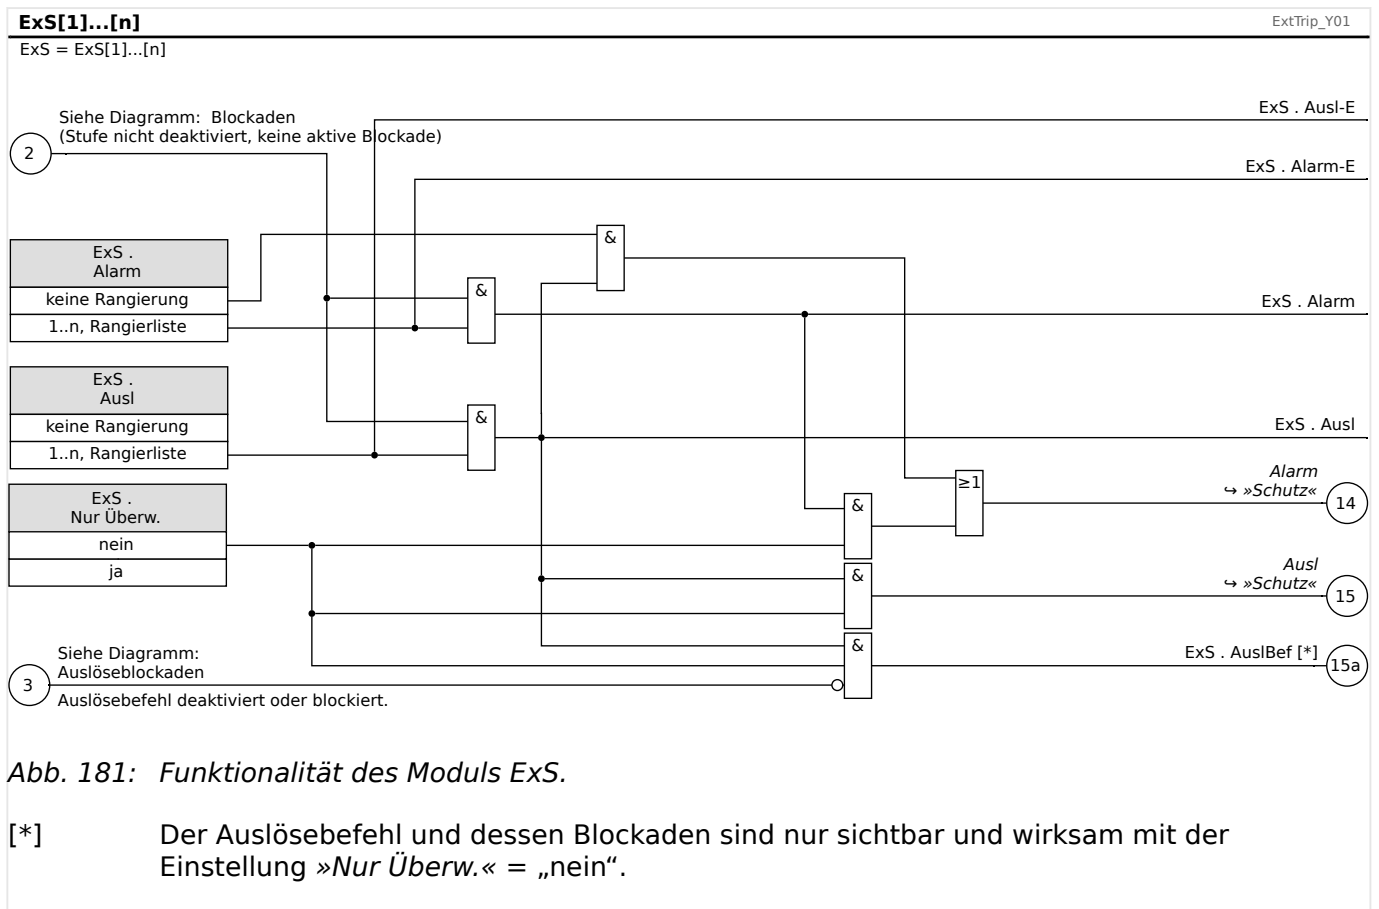 ExS[1]...[n]
ExtTrip_Y01
ExS = ExS[1]...[n]
Siehe Diagramm: Blockaden
(Stufe nicht deaktiviert, keine aktive Blockade)
2
ExS . Ausl-E
ExS . Alarm-E
ExS .
Alarm
keine Rangierung
1..n, Rangierliste
&
&
ExS . Alarm
ExS .
Ausl
keine Rangierung
1..n, Rangierliste
&
ExS . Ausl
ExS .
Nur Überw.
nein
ja
&
≥1
Alarm
↪ »Schutz«
14
&
Ausl
↪ »Schutz«
15
&
ExS . AuslBef [*]
15a
Siehe Diagramm:
Auslöseblockaden
3
Auslösebefehl deaktiviert oder blockiert.
Abb. 181: Funktionalität des Moduls ExS.
[*] Der Auslösebefehl und dessen Blockaden sind nur sichtbar und wirksam mit der
Einstellung »Nur Überw.« = „nein“.